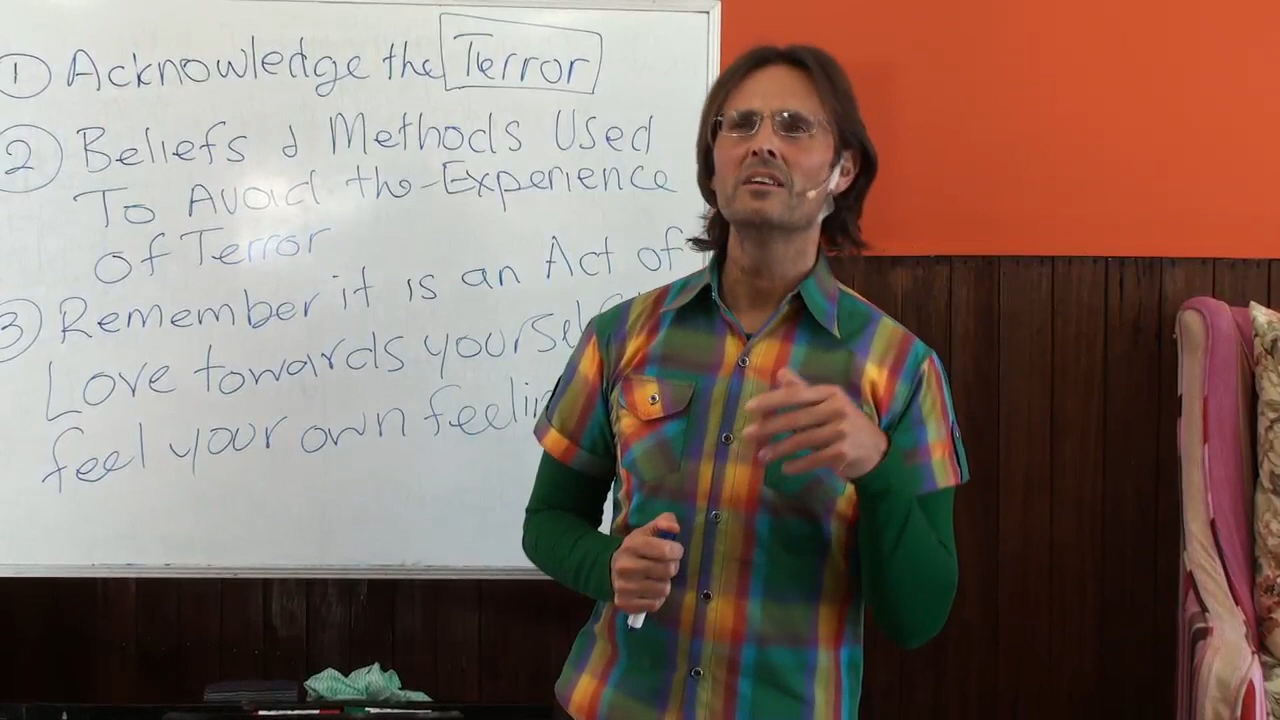 1 Acknowledge the Terror
2 Beliefs & Methods Used
To Avoid the Experience
of Terror
3 Remember it is an Act of
Love towards
feel your own